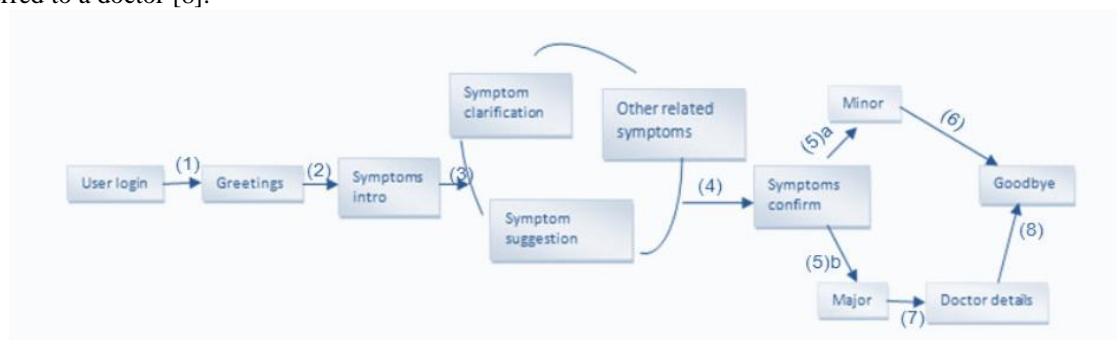 rred to a doctor [8].
User login
(1)
Greetings
(2)
Symptoms
intro
(3)
Symptom
clarification
Other related
symptoms
Symptom
suggestion
(4)
Symptoms
confirm
(5)a
Minor
(6)
Goodbye
(5)b
Major
(7)
Doctor details
(8)